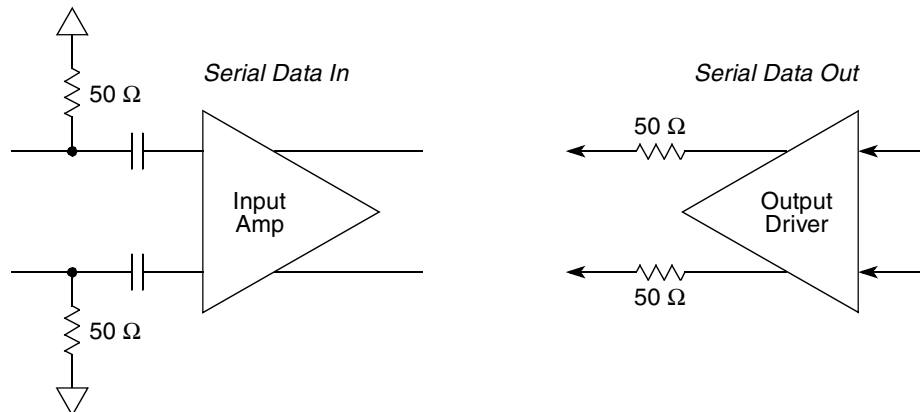 Serial Data In
Serial Data Out
50 Ω
50 Ω
Input
Amp
Output
Driver
50 Ω
50 Ω